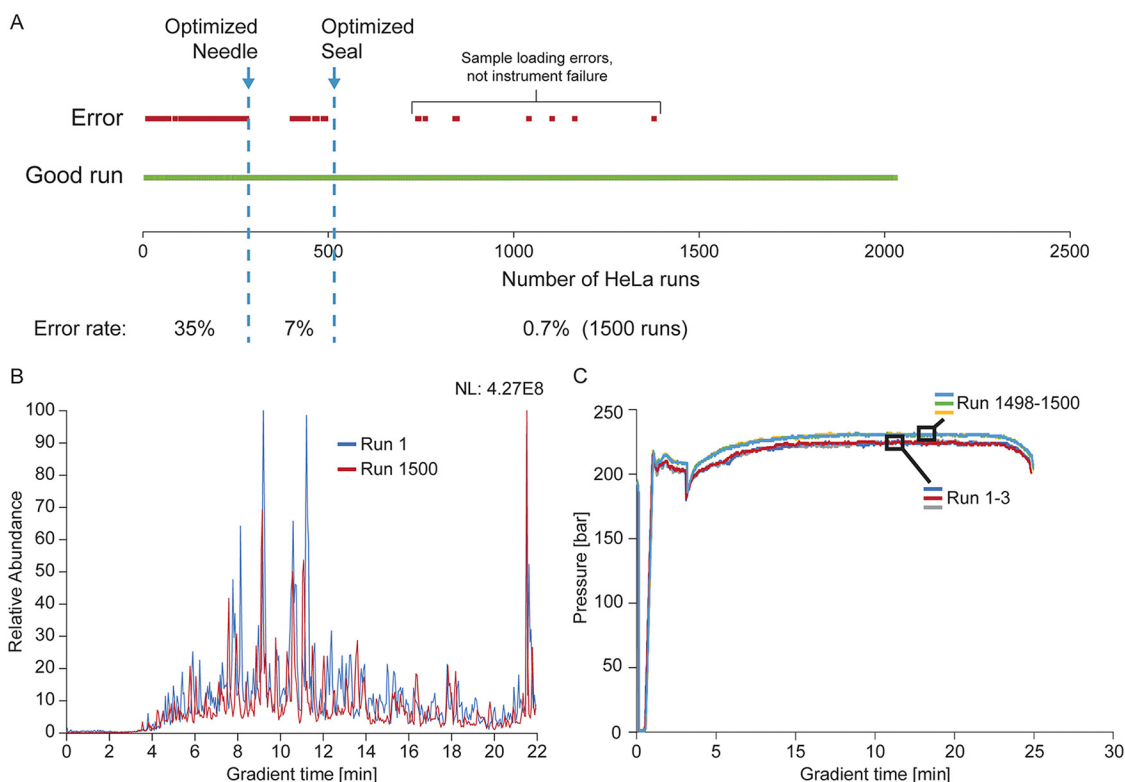 A
Optimized
Needle
Optimized
Seal
Sample loading errors,
not instrument failure
Error
Good run
0 500 1000 1500 2000 2500
Number of HeLa runs
Error rate: 35% 7% 0.7% (1500 runs)
B
NL: 4.27E8
100
90
80
70
60
50
40
30
20
10
0
Relative Abundance
Run 1
Run 1500
0 2 4 6 8 10 12 14 16 18 20 22
Gradient time [min]
C
250
200
150
100
50
0
Pressure [bar]
Run 1498-1500
Run 1-3
0 5 15 10 20 25 30
Gradient time [min]